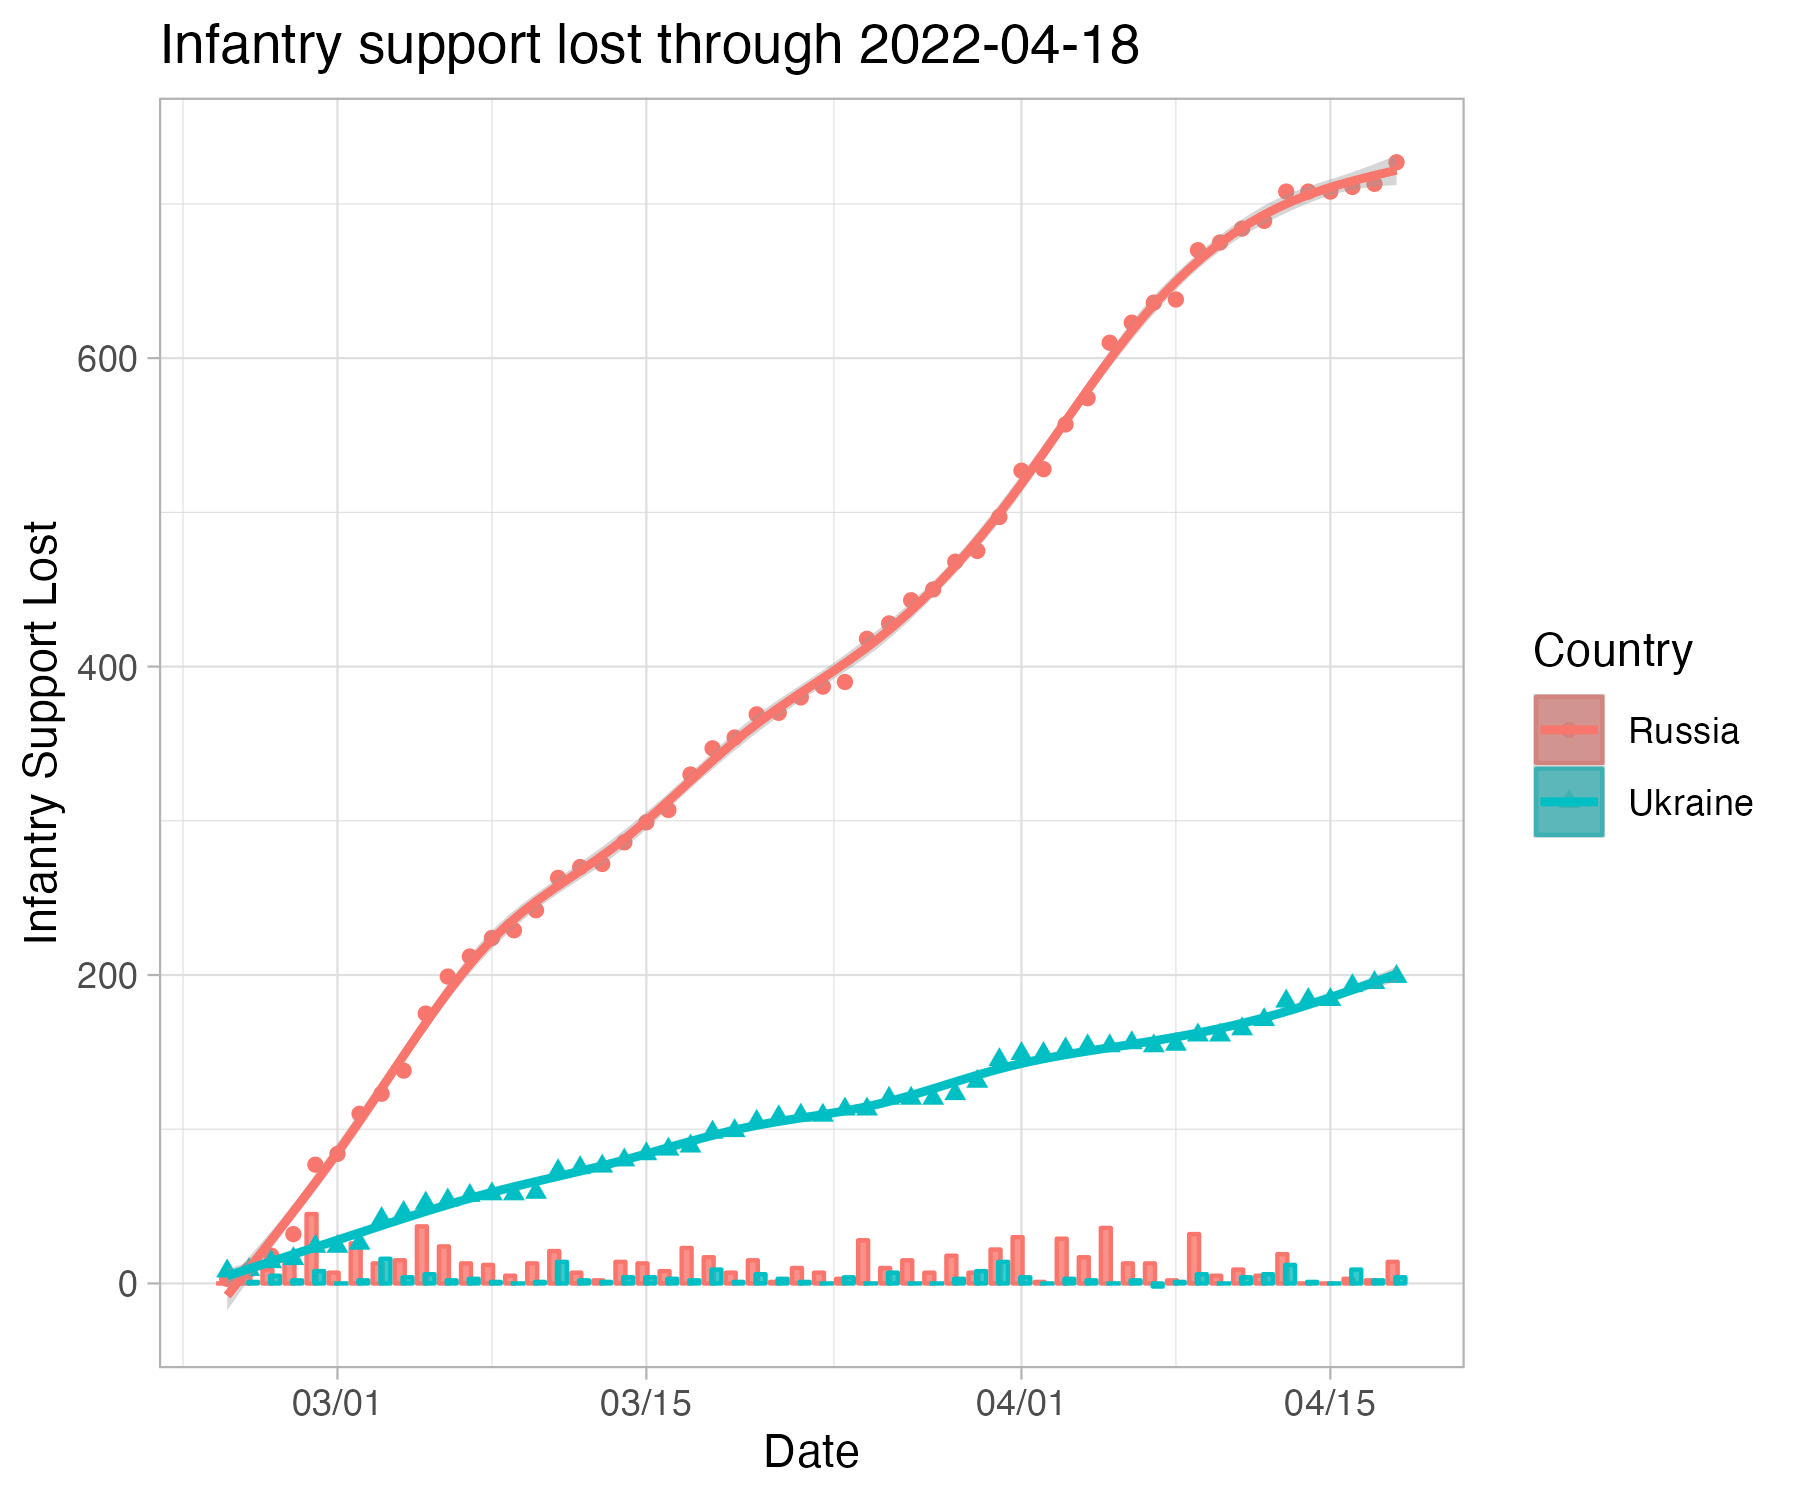 Infantry support lost through 2022-04-18
Infantry Support Lost
600
400
200
0
03/01
03/15
04/01
04/15
Date
Country
Russia
Ukraine